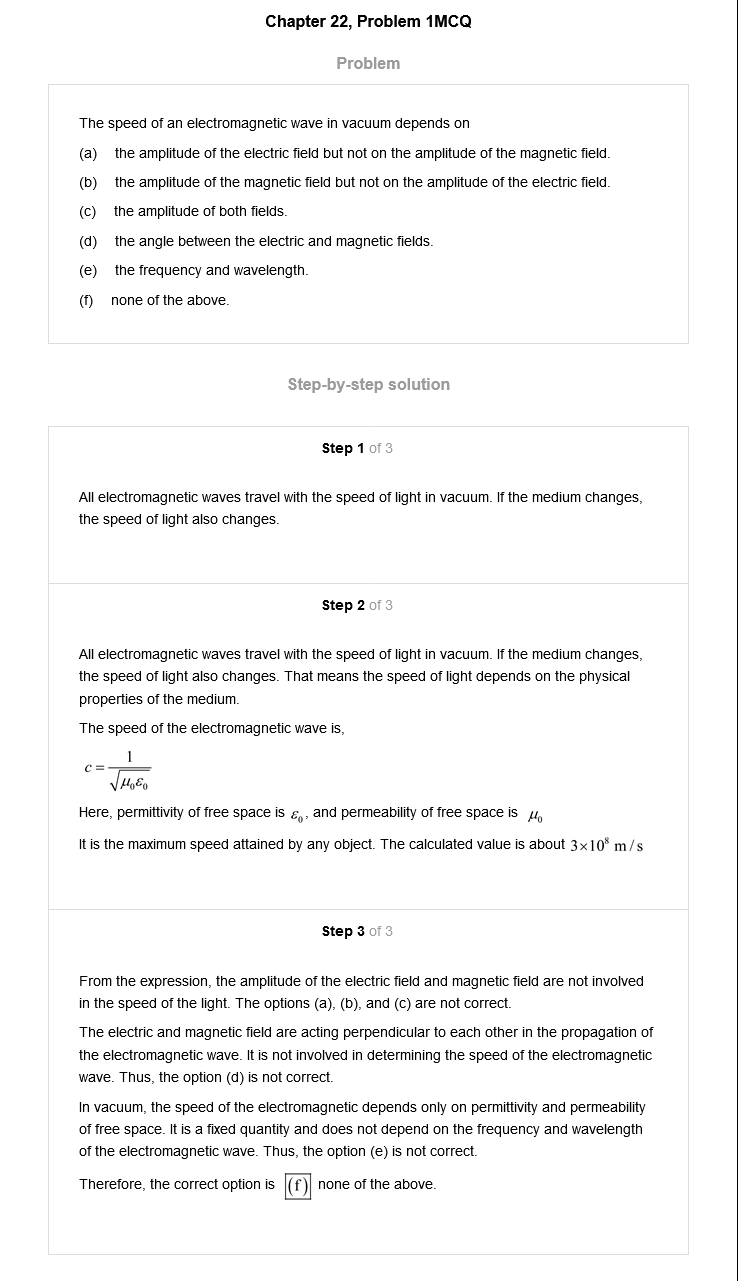 Chapter 22, Problem 1MCQ
Problem
The speed of an electromagnetic wave in vacuum depends on
(a) the amplitude of the electric field but not on the amplitude of the magnetic field.
(b) the amplitude of the magnetic field but not on the amplitude of the electric field.
(c) the amplitude of both fields.
(d) the angle between the electric and magnetic fields.
(e) the frequency and wavelength.
(f) none of the above.
Step-by-step solution
Step 1 of 3
All electromagnetic waves travel with the speed of light in vacuum. If the medium changes,
the speed of light also changes.
Step 2 of 3
All electromagnetic waves travel with the speed of light in vacuum. If the medium changes,
the speed of light also changes. That means the speed of light depends on the physical
properties of the medium.
The speed of the electromagnetic wave is,
c = 1/√μ₀ε₀
Here, permittivity of free space is ε₀, and permeability of free space is μ₀
It is the maximum speed attained by any object. The calculated value is about 3×10⁸ m/s
Step 3 of 3
From the expression, the amplitude of the electric field and magnetic field are not involved
in the speed of the light. The options (a), (b), and (c) are not correct.
The electric and magnetic field are acting perpendicular to each other in the propagation of
the electromagnetic wave. It is not involved in determining the speed of the electromagnetic
wave. Thus, the option (d) is not correct.
In vacuum, the speed of the electromagnetic depends only on permittivity and permeability
of free space. It is a fixed quantity and does not depend on the frequency and wavelength
of the electromagnetic wave. Thus, the option (e) is not correct.
Therefore, the correct option is (f) none of the above.